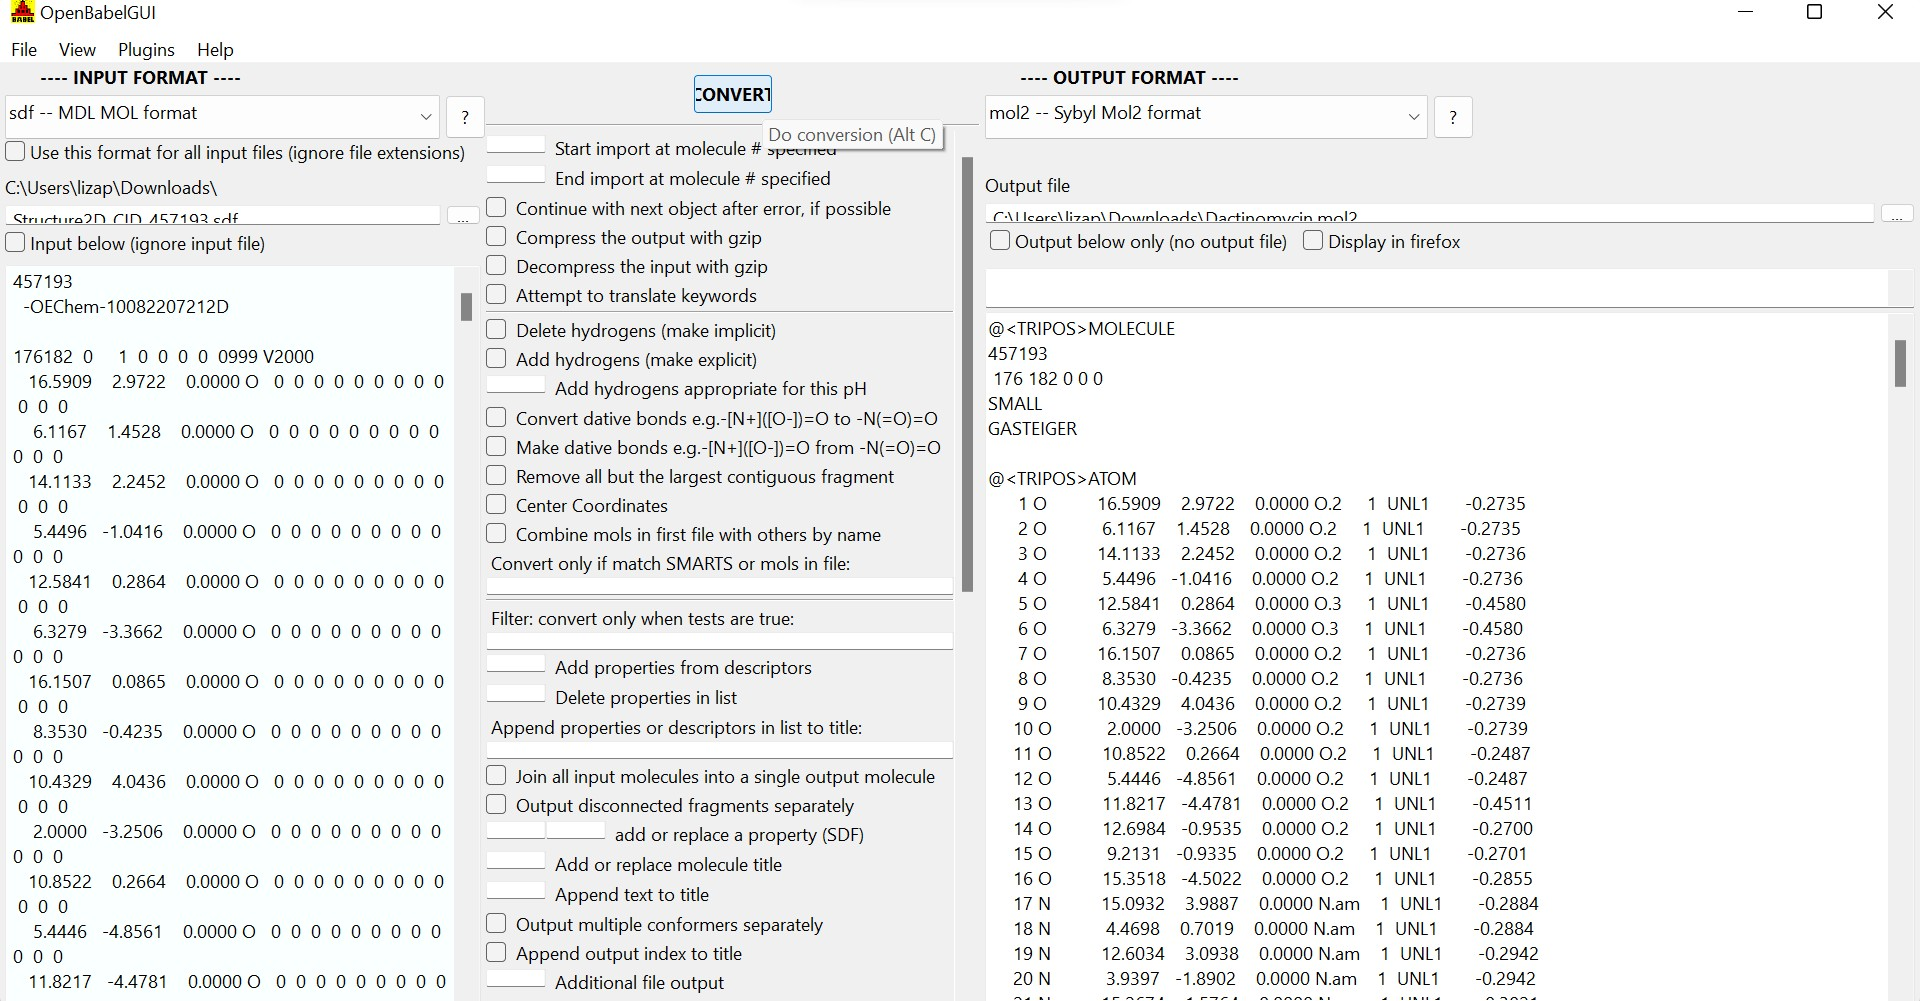 OpenBabelGUI
File View Plugins Help
---- INPUT FORMAT ----
sdf -- MDL MOL format
?
Use this format for all input files (ignore file extensions)
C:\Users\lizap\Downloads\
Structure2D_CID_457193.sdf
...
Input below (ignore input file)
457193
-OEChem-10082207212D
176182 0 1 0 0 0 0 0999 V2000
16.5909 2.9722 0.0000 O 0 0 0 0 0 0 0 0 0
0 0 0
6.1167 1.4528 0.0000 O 0 0 0 0 0 0 0 0 0
0 0 0
14.1133 2.2452 0.0000 O 0 0 0 0 0 0 0 0 0
0 0 0
5.4496 -1.0416 0.0000 O 0 0 0 0 0 0 0 0 0
0 0 0
12.5841 0.2864 0.0000 O 0 0 0 0 0 0 0 0 0
0 0 0
6.3279 -3.3662 0.0000 O 0 0 0 0 0 0 0 0 0
0 0 0
16.1507 0.0865 0.0000 O 0 0 0 0 0 0 0 0 0
0 0 0
8.3530 -0.4235 0.0000 O 0 0 0 0 0 0 0 0 0
0 0 0
10.4329 4.0436 0.0000 O 0 0 0 0 0 0 0 0 0
0 0 0
2.0000 -3.2506 0.0000 O 0 0 0 0 0 0 0 0 0
0 0 0
10.8522 0.2664 0.0000 O 0 0 0 0 0 0 0 0 0
0 0 0
5.4446 -4.8561 0.0000 O 0 0 0 0 0 0 0 0 0
0 0 0
11.8217 -4.4781 0.0000 O 0 0 0 0 0 0 0 0 0
CONVERT
Do conversion (Alt C)
Start import at molecule # specified
End import at molecule # specified
Continue with next object after error, if possible
Compress the output with gzip
Decompress the input with gzip
Attempt to translate keywords
Delete hydrogens (make implicit)
Add hydrogens (make explicit)
Add hydrogens appropriate for this pH
Convert dative bonds e.g.-[N+]([O-])=O to -N(=O)=O
Make dative bonds e.g.-[N+]([O-])=O from -N(=O)=O
Remove all but the largest contiguous fragment
Center Coordinates
Combine mols in first file with others by name
Convert only if match SMARTS or mols in file:
Filter: convert only when tests are true:
Add properties from descriptors
Delete properties in list
Append properties or descriptors in list to title:
Join all input molecules into a single output molecule
Output disconnected fragments separately
add or replace a property (SDF)
Add or replace molecule title
Append text to title
Output multiple conformers separately
Append output index to title
Additional file output
---- OUTPUT FORMAT ----
mol2 -- Sybyl Mol2 format
?
Output file
C:\Users\lizap\Downloads\Dactinomycin.mol2
...
Output below only (no output file) Display in firefox
@<TRIPOS>MOLECULE
457193
176 182 0 0 0
SMALL
GASTEIGER
@<TRIPOS>ATOM
1 O 16.5909 2.9722 0.0000 O.2 1 UNL1 -0.2735
2 O 6.1167 1.4528 0.0000 O.2 1 UNL1 -0.2735
3 O 14.1133 2.2452 0.0000 O.2 1 UNL1 -0.2736
4 O 5.4496 -1.0416 0.0000 O.2 1 UNL1 -0.2736
5 O 12.5841 0.2864 0.0000 O.3 1 UNL1 -0.4580
6 O 6.3279 -3.3662 0.0000 O.3 1 UNL1 -0.4580
7 O 16.1507 0.0865 0.0000 O.2 1 UNL1 -0.2736
8 O 8.3530 -0.4235 0.0000 O.2 1 UNL1 -0.2736
9 O 10.4329 4.0436 0.0000 O.2 1 UNL1 -0.2739
10 O 2.0000 -3.2506 0.0000 O.2 1 UNL1 -0.2739
11 O 10.8522 0.2664 0.0000 O.2 1 UNL1 -0.2487
12 O 5.4446 -4.8561 0.0000 O.2 1 UNL1 -0.2487
13 O 11.8217 -4.4781 0.0000 O.2 1 UNL1 -0.4511
14 O 12.6984 -0.9535 0.0000 O.2 1 UNL1 -0.2700
15 O 9.2131 -0.9335 0.0000 O.2 1 UNL1 -0.2701
16 O 15.3518 -4.5022 0.0000 O.2 1 UNL1 -0.2855
17 N 15.0932 3.9887 0.0000 N.am 1 UNL1 -0.2884
18 N 4.4698 0.7019 0.0000 N.am 1 UNL1 -0.2884
19 N 12.6034 3.0938 0.0000 N.am 1 UNL1 -0.2942
20 N 3.9397 -1.8902 0.0000 N.am 1 UNL1 -0.2942